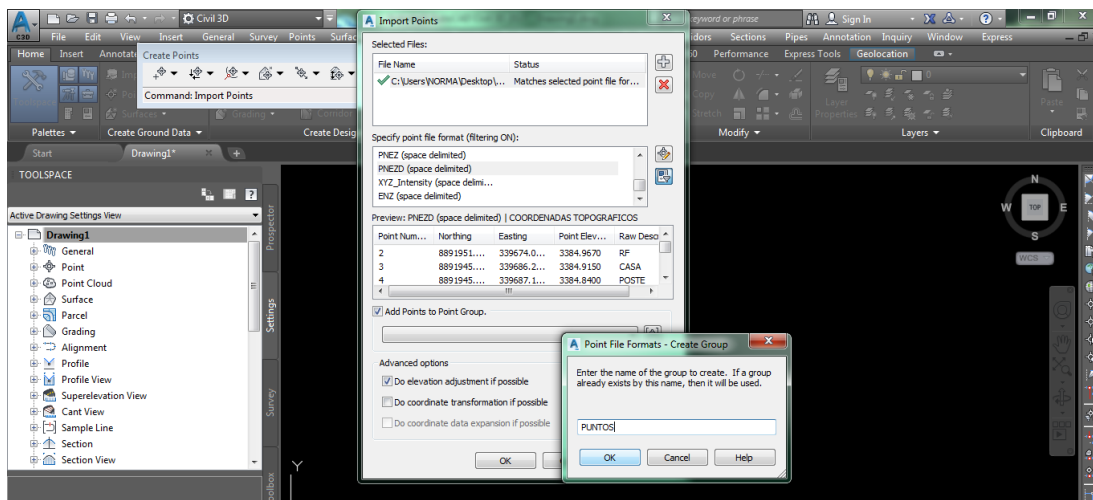 C3D
Civil 3D
Import Points
X
keyword or phrase
Sign In
File Edit View Insert General Survey Points
Sections Pipes Annotation Inquiry Window Express
Home Insert
Create Points
Performance Express Tools Geolocation
Command: Import Points
Palettes
Create Ground Data
Modify
Layer
Properties
0
Layers
Paste
Clipboard
Start
Drawing1*
Selected Files:
File Name Status
C:\Users\NORMA\Desktop\... Matches selected point file for...
Specify point file format (filtering ON):
PNEZ (space delimited)
PNEZD (space delimited)
XYZ_Intensity (space delimi...
ENZ (space delimited)
Preview: PNEZD (space delimited) | COORDENADAS TOPOGRAFICOS
Point Num... Northing Easting Point Elev... Raw Desc
2 8891951.... 339674.0... 3384.9670 RF
3 8891945.... 339686.2... 3384.9150 CASA
4 8891945.... 339687.1... 3384.8400 POSTE
Add Points to Point Group.
Advanced options
Do elevation adjustment if possible
Do coordinate transformation if possible
Do coordinate data expansion if possible
OK
Point File Formats - Create Group
Enter the name of the group to create. If a group
already exists by this name, then it will be used.
PUNTOS
OK Cancel Help
TOOLSPACE
Active Drawing Settings View
Drawing1
General
Point
Point Cloud
Surface
Parcel
Grading
Alignment
Profile
Profile View
Superelevation View
Cant View
Sample Line
Section
Section View
Prospector
Settings
Survey
N
W
TOP
E
S
WCS
Y